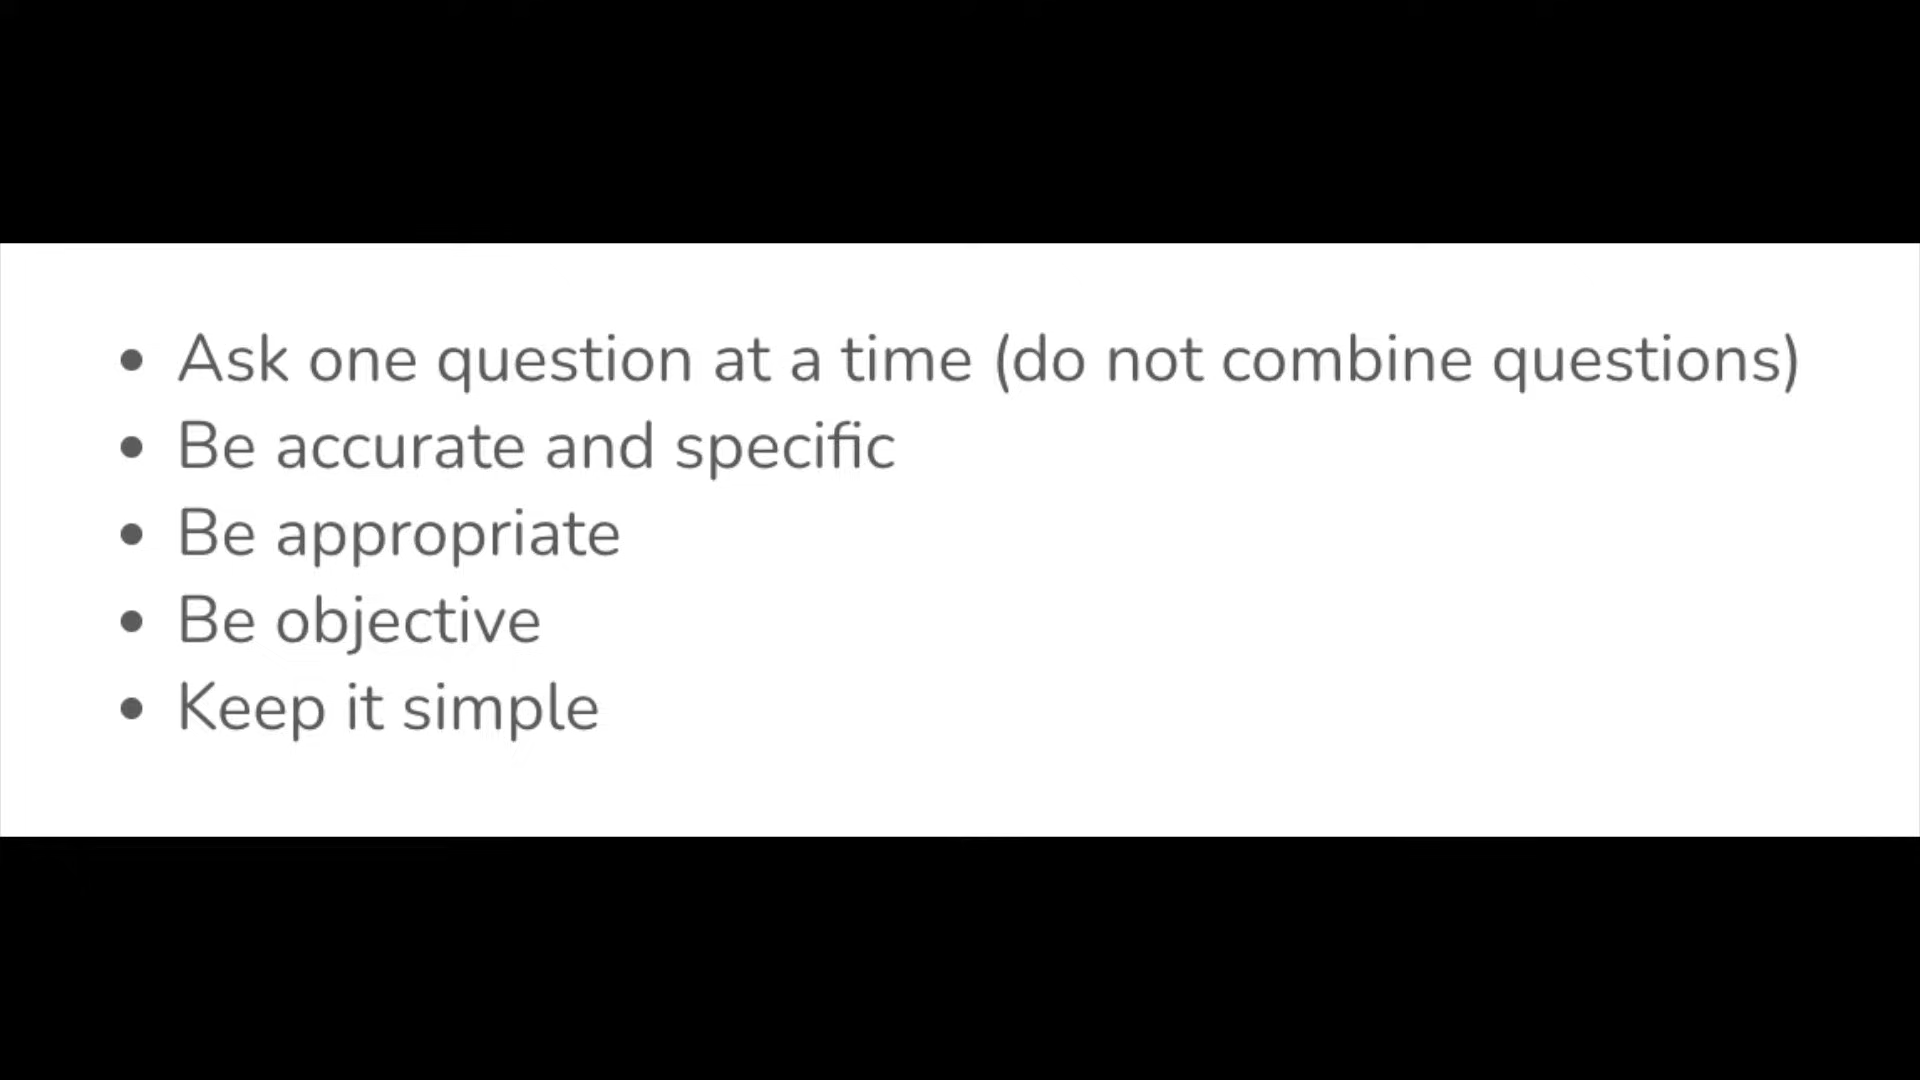 • Ask one question at a time (do not combine questions)
• Be accurate and specific
• Be appropriate
• Be objective
• Keep it simple